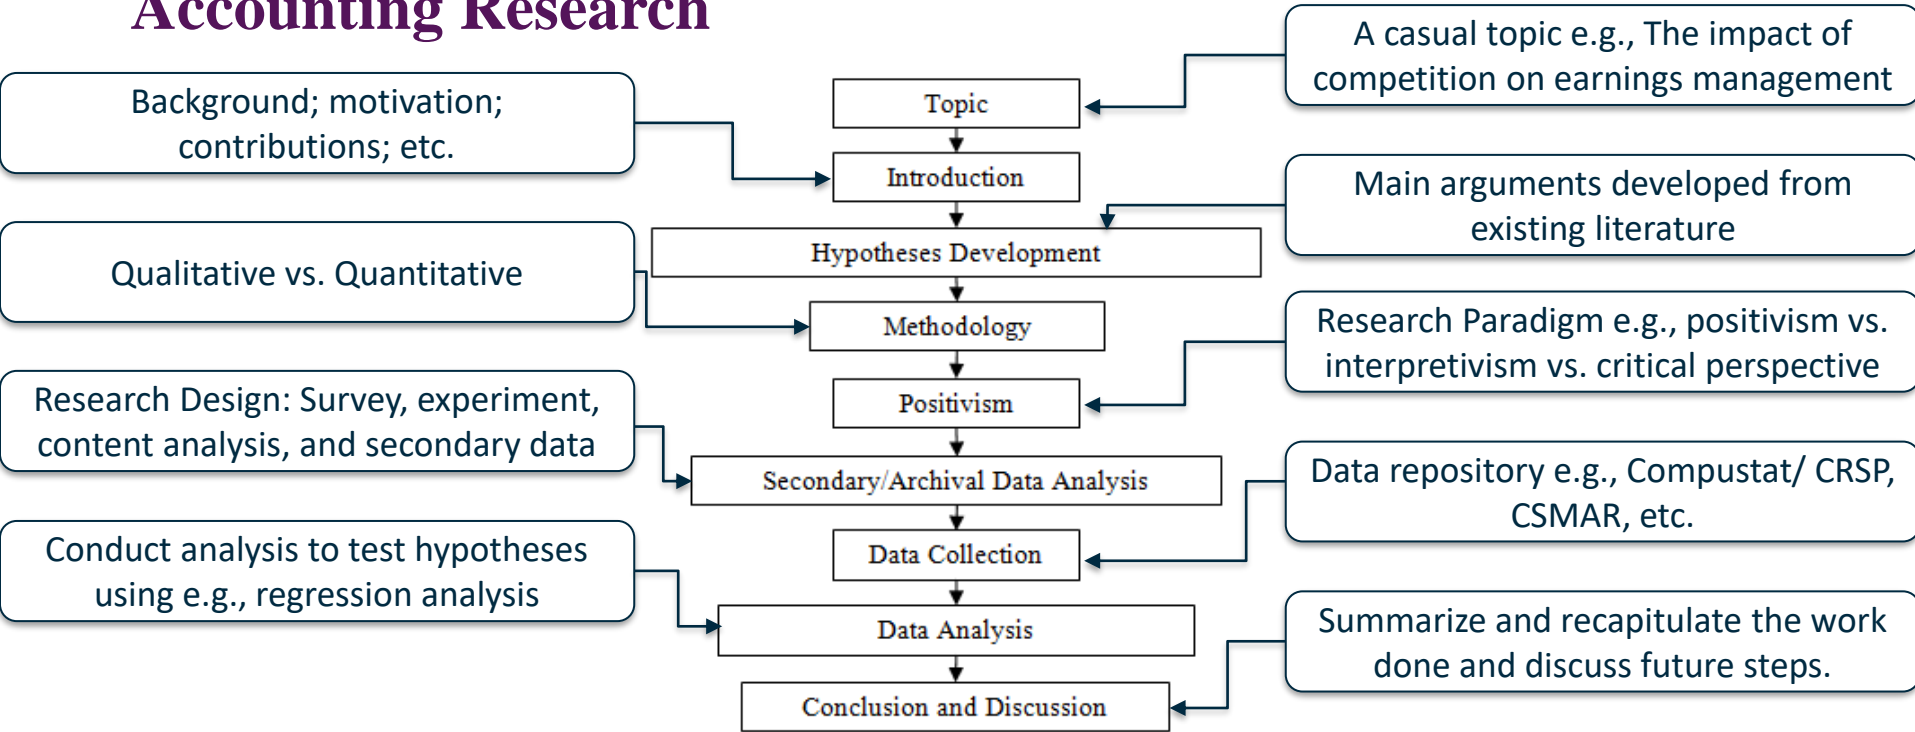 Accounting Research
A casual topic e.g., The impact of
competition on earnings management
Topic
Background; motivation;
contributions; etc.
Introduction
Main arguments developed from
existing literature
Hypotheses Development
Qualitative vs. Quantitative
Methodology
Research Paradigm e.g., positivism vs.
interpretivism vs. critical perspective
Positivism
Research Design: Survey, experiment,
content analysis, and secondary data
Secondary/Archival Data Analysis
Data repository e.g., Compustat/ CRSP,
CSMAR, etc.
Data Collection
Conduct analysis to test hypotheses
using e.g., regression analysis
Data Analysis
Summarize and recapitulate the work
done and discuss future steps.
Conclusion and Discussion